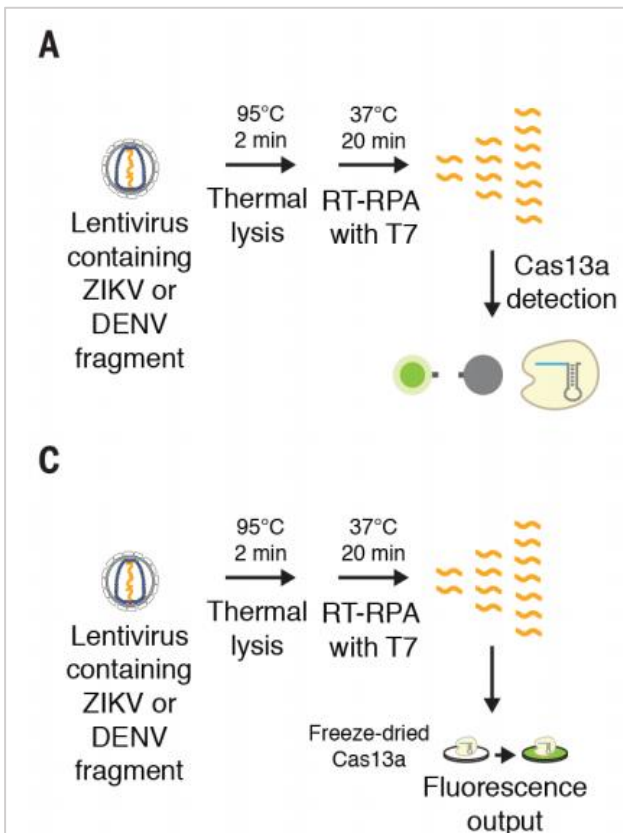 A
95°C
2 min
37°C
20 min
Thermal
lysis
RT-RPA
with T7
Lentivirus
containing
ZIKV or
DENV
fragment
Cas13a
detection
C
95°C
2 min
37°C
20 min
Thermal
lysis
RT-RPA
with T7
Lentivirus
containing
ZIKV or
DENV
fragment
Freeze-dried
Cas13a
Fluorescence
output